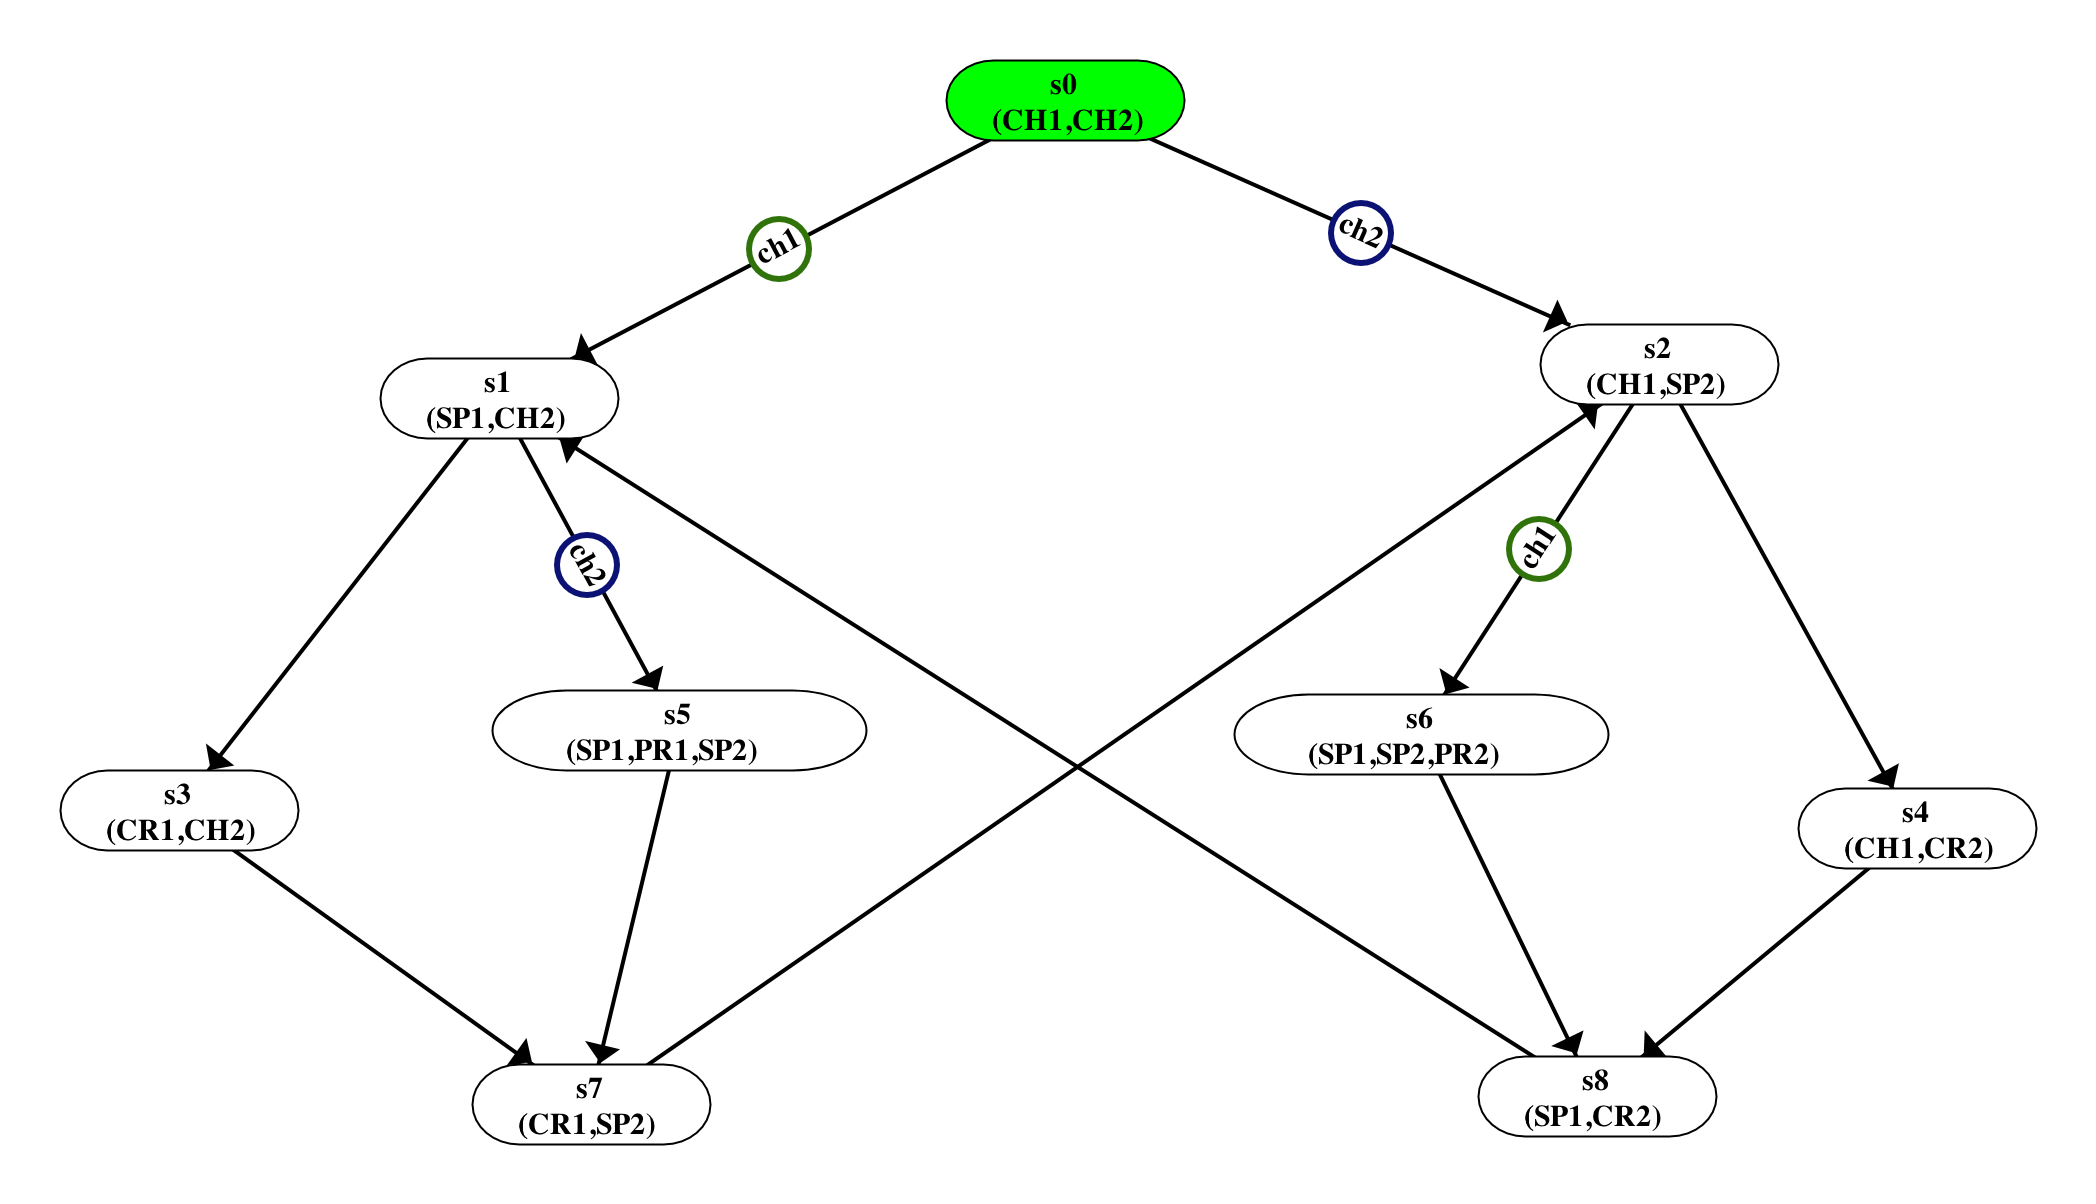 s0
(CH1,CH2)
ch1
ch2
s1
(SP1,CH2)
s2
(CH1,SP2)
ch2
ch1
s5
(SP1,PR1,SP2)
s6
(SP1,SP2,PR2)
s3
(CR1,CH2)
s4
(CH1,CR2)
s7
(CR1,SP2)
s8
(SP1,CR2)